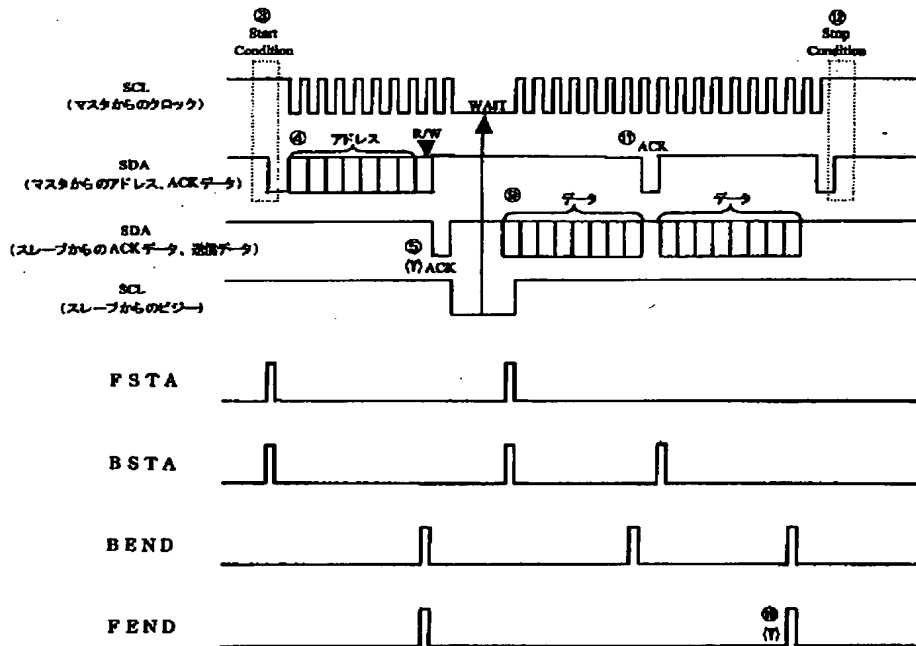 ③
Start
Condition
⑫
Stop
Condition
SCL
(マスタからのクロック)
WAIT
④
アドレス
R/W
⑪
ACK
SDA
(マスタからのアドレス、ACKデータ)
データ
データ
SDA
(スレーブからのACKデータ、送信データ)
⑤
(Y) ACK
SCL
(スレーブからのビジー)
FSTA
BSTA
BEND
FEND
(Y)